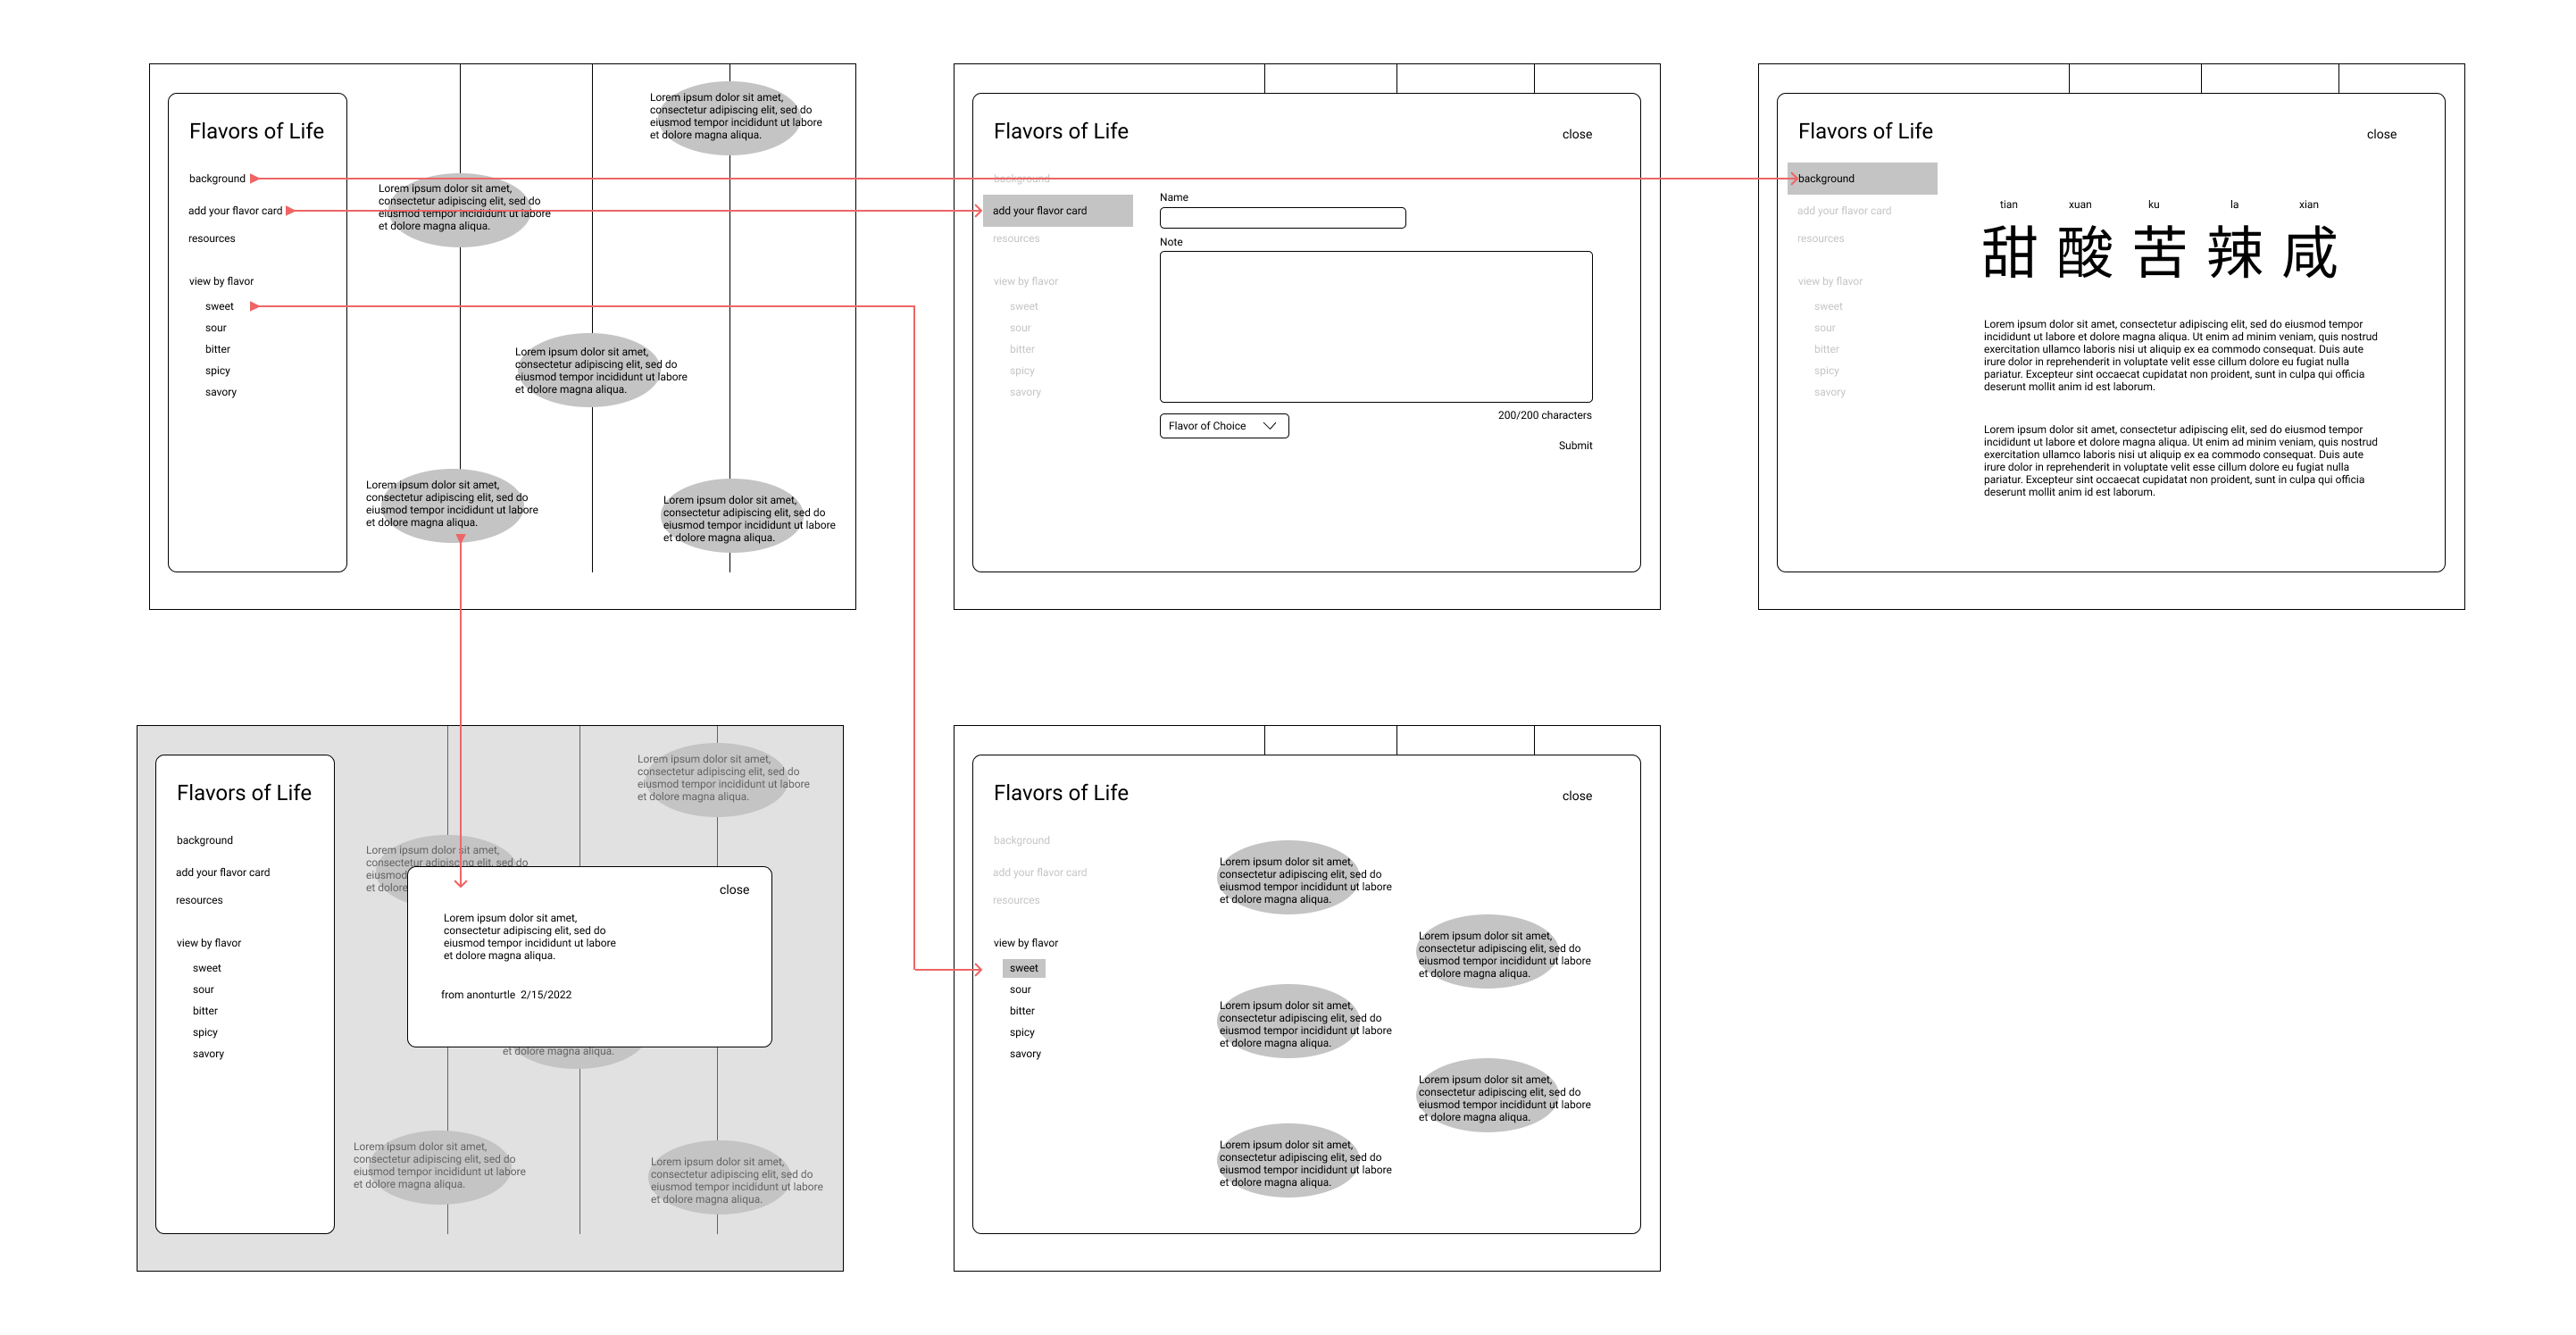 Flavors of Life
background
add your flavor card
resources
view by flavor
sweet
sour
bitter
spicy
savory
Lorem ipsum dolor sit amet,
consectetur adipiscing elit, sed do
eiusmod tempor incididunt ut labore
et dolore magna aliqua.
Lorem ipsum dolor sit amet,
consectetur adipiscing elit, sed do
eiusmod tempor incididunt ut labore
et dolore magna aliqua.
Lorem ipsum dolor sit amet,
consectetur adipiscing elit, sed do
eiusmod tempor incididunt ut labore
et dolore magna aliqua.
Lorem ipsum dolor sit amet,
consectetur adipiscing elit, sed do
eiusmod tempor incididunt ut labore
et dolore magna aliqua.
Lorem ipsum dolor sit amet,
consectetur adipiscing elit, sed do
eiusmod tempor incididunt ut labore
et dolore magna aliqua.
Flavors of Life
close
background
add your flavor card
resources
view by flavor
sweet
sour
bitter
spicy
savory
Name
Note
200/200 characters
Flavor of Choice
Submit
Flavors of Life
close
background
add your flavor card
resources
view by flavor
sweet
sour
bitter
spicy
savory
tian xuan ku la xian
甜 酸 苦 辣 咸
Lorem ipsum dolor sit amet, consectetur adipiscing elit, sed do eiusmod tempor
incididunt ut labore et dolore magna aliqua. Ut enim ad minim veniam, quis nostrud
exercitation ullamco laboris nisi ut aliquip ex ea commodo consequat. Duis aute
irure dolor in reprehenderit in voluptate velit esse cillum dolore eu fugiat nulla
pariatur. Excepteur sint occaecat cupidatat non proident, sunt in culpa qui officia
deserunt mollit anim id est laborum.
Lorem ipsum dolor sit amet, consectetur adipiscing elit, sed do eiusmod tempor
incididunt ut labore et dolore magna aliqua. Ut enim ad minim veniam, quis nostrud
exercitation ullamco laboris nisi ut aliquip ex ea commodo consequat. Duis aute
irure dolor in reprehenderit in voluptate velit esse cillum dolore eu fugiat nulla
pariatur. Excepteur sint occaecat cupidatat non proident, sunt in culpa qui officia
deserunt mollit anim id est laborum.
Flavors of Life
background
add your flavor card
resources
view by flavor
sweet
sour
bitter
spicy
savory
Lorem ipsum dolor sit amet,
consectetur adipiscing elit, sed do
eiusmod tempor incididunt ut labore
et dolore magna aliqua.
Lorem ipsum dolor sit amet,
consectetur adipiscing elit, sed do
eiusmod
et dolore
close
Lorem ipsum dolor sit amet,
consectetur adipiscing elit, sed do
eiusmod tempor incididunt ut labore
et dolore magna aliqua.
from anonturtle 2/15/2022
et dolore magna aliqua.
Lorem ipsum dolor sit amet,
consectetur adipiscing elit, sed do
eiusmod tempor incididunt ut labore
et dolore magna aliqua.
Lorem ipsum dolor sit amet,
consectetur adipiscing elit, sed do
eiusmod tempor incididunt ut labore
et dolore magna aliqua.
Flavors of Life
close
background
add your flavor card
resources
view by flavor
sweet
sour
bitter
spicy
savory
Lorem ipsum dolor sit amet,
consectetur adipiscing elit, sed do
eiusmod tempor incididunt ut labore
et dolore magna aliqua.
Lorem ipsum dolor sit amet,
consectetur adipiscing elit, sed do
eiusmod tempor incididunt ut labore
et dolore magna aliqua.
Lorem ipsum dolor sit amet,
consectetur adipiscing elit, sed do
eiusmod tempor incididunt ut labore
et dolore magna aliqua.
Lorem ipsum dolor sit amet,
consectetur adipiscing elit, sed do
eiusmod tempor incididunt ut labore
et dolore magna aliqua.
Lorem ipsum dolor sit amet,
consectetur adipiscing elit, sed do
eiusmod tempor incididunt ut labore
et dolore magna aliqua.